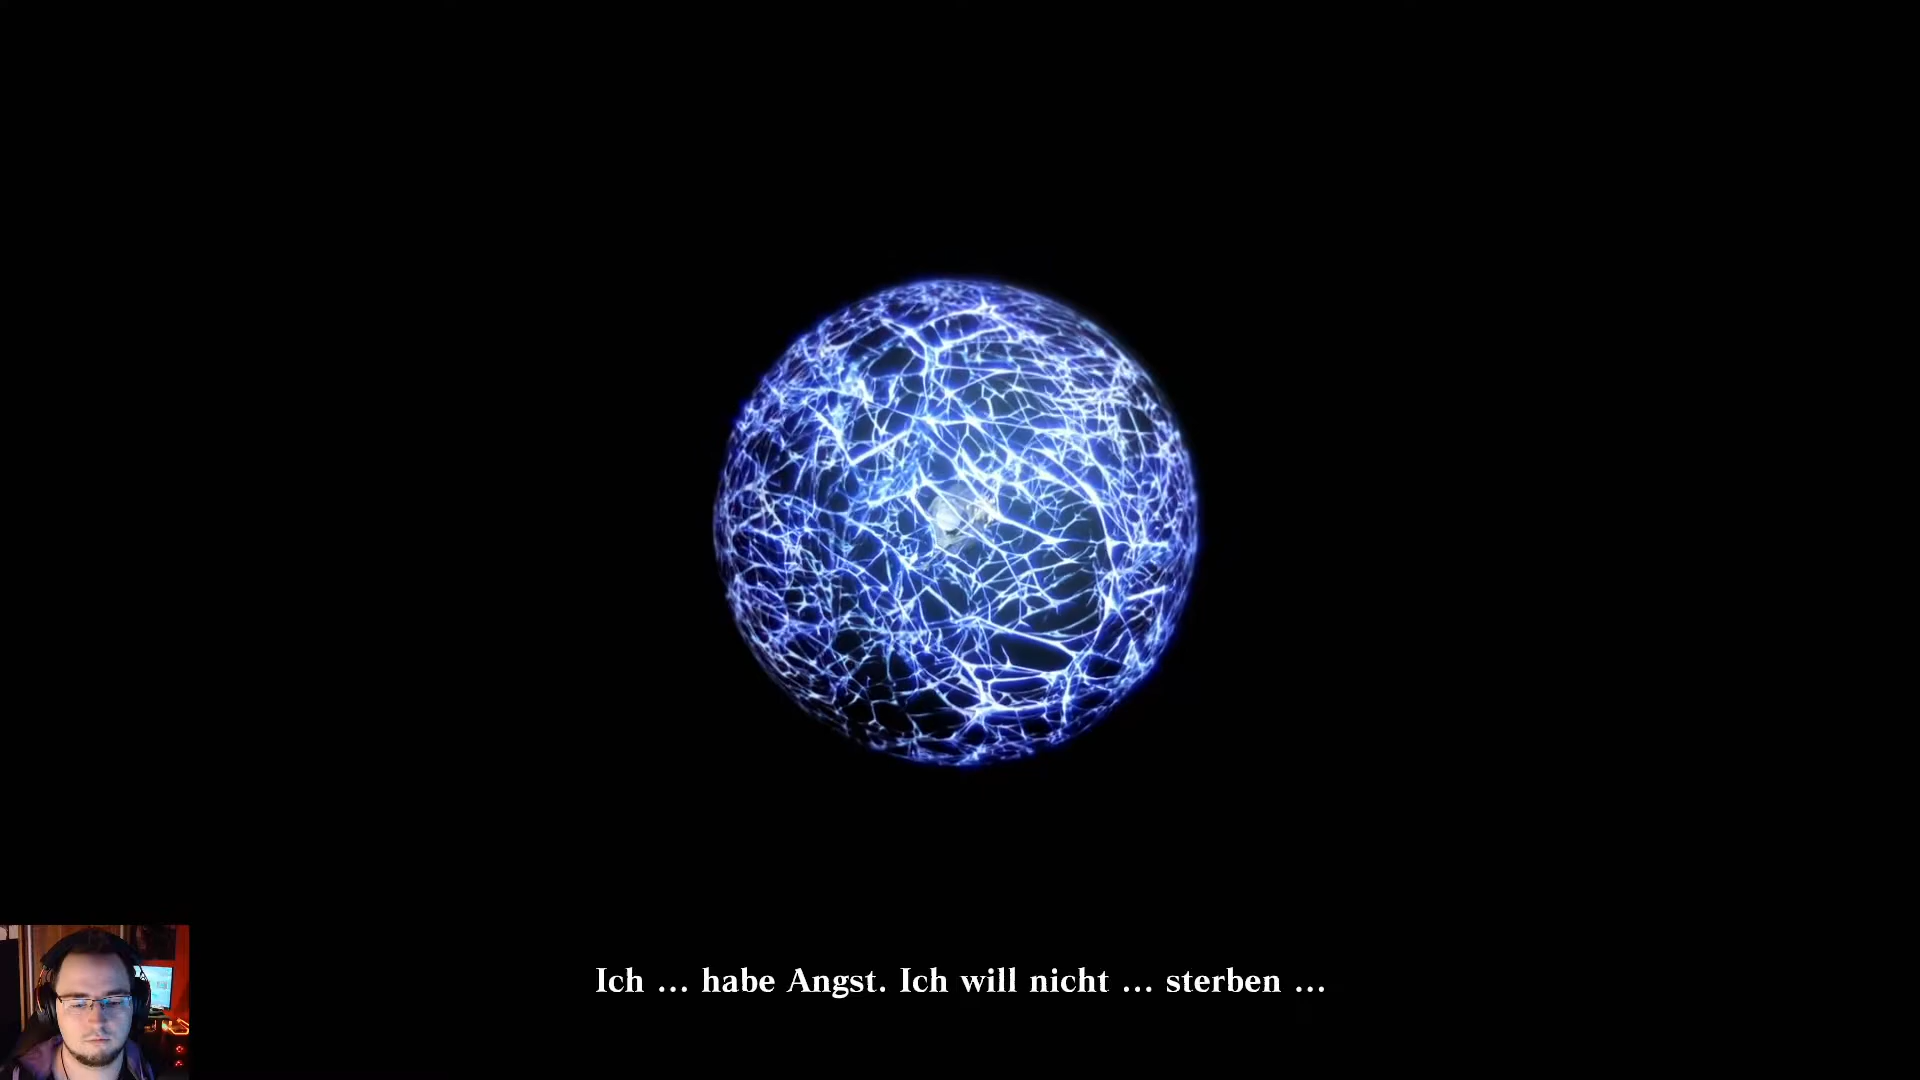 Ich … habe Angst. Ich will nicht … sterben …